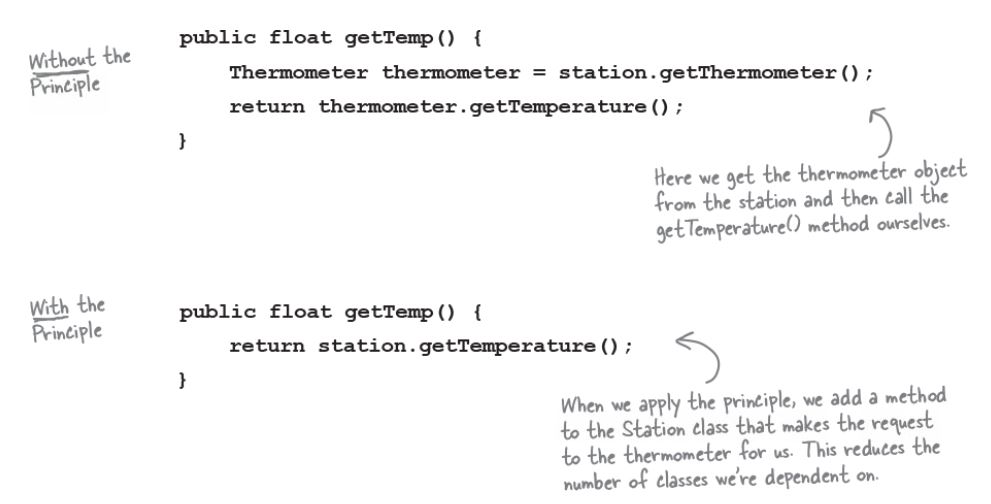 Without the
Principle
public float getTemp() {
Thermometer thermometer = station.getThermometer();
return thermometer.getTemperature();
}
Here we get the thermometer object
from the station and then call the
getTemperature() method ourselves.
With the
Principle
public float getTemp() {
return station.getTemperature();
}
When we apply the principle, we add a method
to the Station class that makes the request
to the thermometer for us. This reduces the
number of classes we're dependent on.